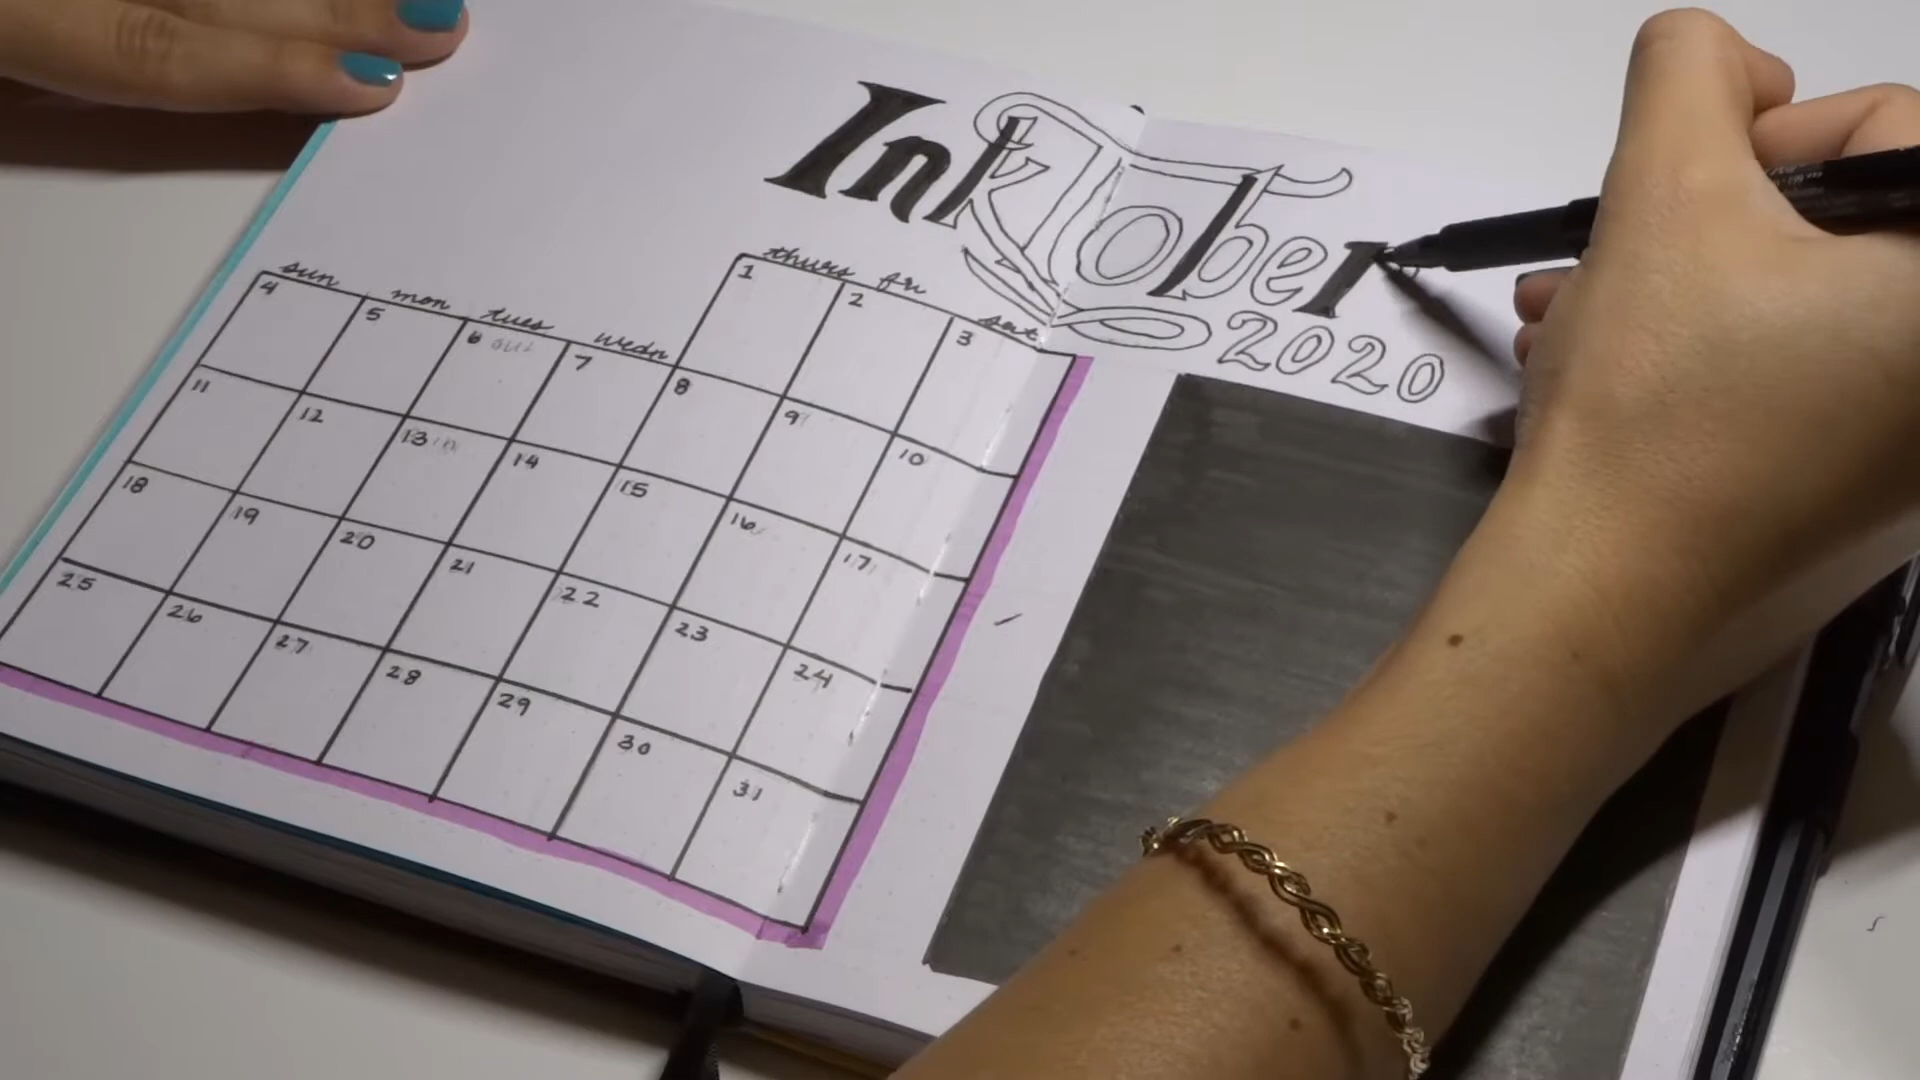 InkTober
2020
sun mon tues wedn thurs fri sat
1 2 3
4 5 6 out 7 8 9 10
11 12 13 in 14 15 16 17
18 19 20 21 22 23 24
25 26 27 28 29 30 31